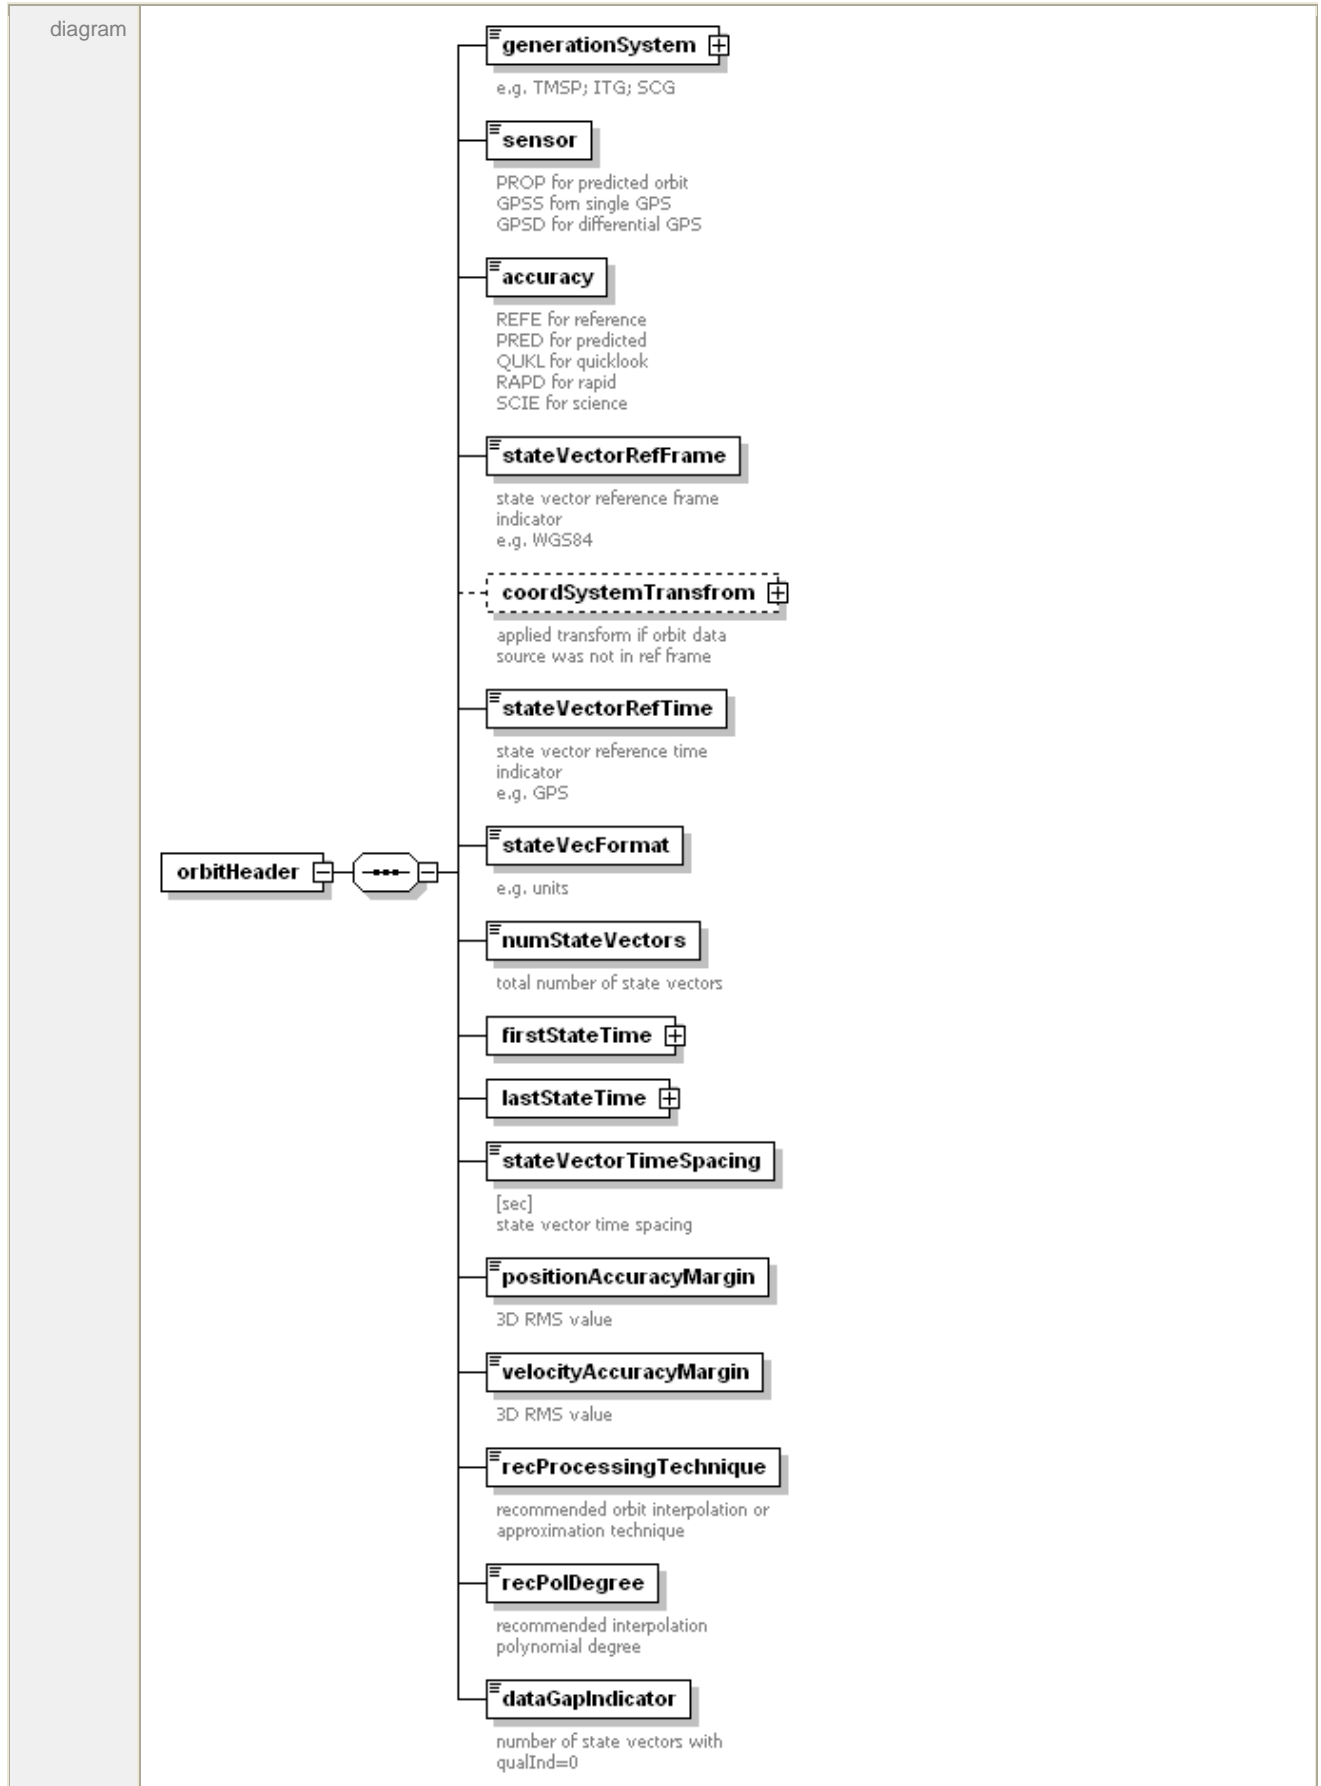 diagram
generationSystem
e.g. TMSP; ITG; SCG
sensor
PROP for predicted orbit
GPSS forn single GPS
GPSD for differential GPS
accuracy
REFE for reference
PRED for predicted
QUKL for quicklook
RAPD for rapid
SCIE for science
stateVectorRefFrame
state vector reference frame
indicator
e.g. WGS84
coordSystemTransfrom
applied transform if orbit data
source was not in ref frame
stateVectorRefTime
state vector reference time
indicator
e.g. GPS
stateVecFormat
e.g. units
orbitHeader
numStateVectors
total number of state vectors
firstStateTime
lastStateTime
stateVectorTimeSpacing
[sec]
state vector time spacing
positionAccuracyMargin
3D RMS value
velocityAccuracyMargin
3D RMS value
recProcessingTechnique
recommended orbit interpolation or
approximation technique
recPolDegree
recommended interpolation
polynomial degree
dataGapIndicator
number of state vectors with
qualInd=0